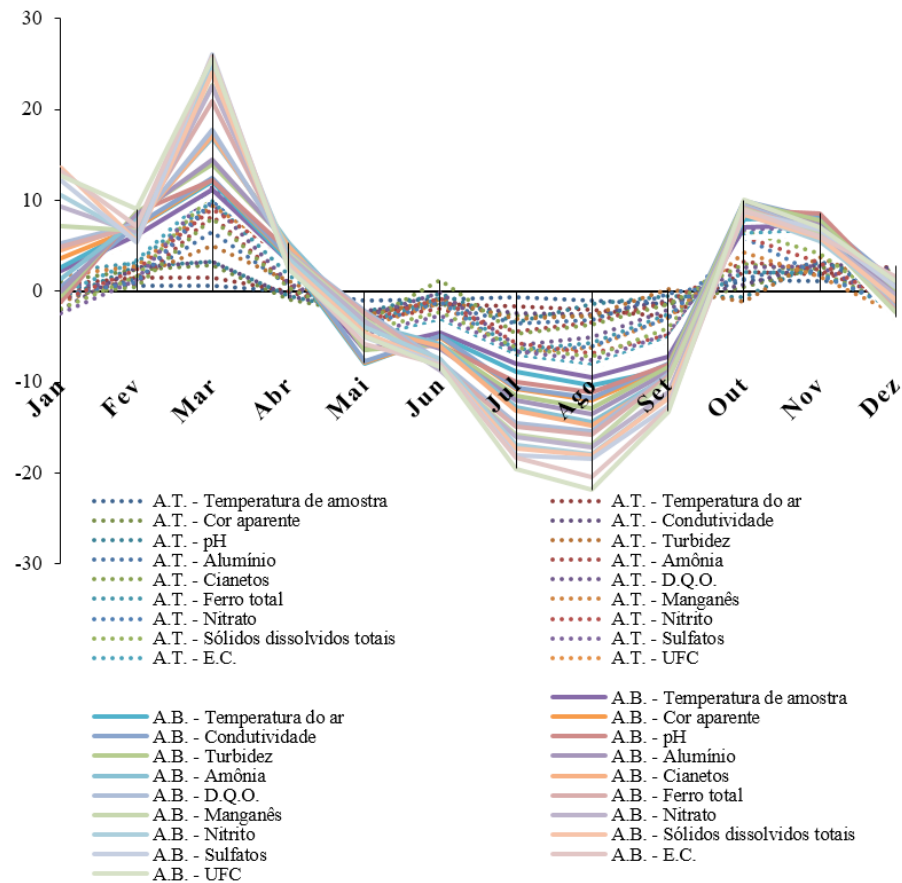 30
20
10
0
-10
-20
-30
Jan Fev Mar Abr Mai Jun Jul Ago Set Out Nov Dez
A.T. - Temperatura de amostra
A.T. - Cor aparente
A.T. - pH
A.T. - Alumínio
A.T. - Cianetos
A.T. - Ferro total
A.T. - Nitrato
A.T. - Sólidos dissolvidos totais
A.T. - E.C.
A.T. - Temperatura do ar
A.T. - Condutividade
A.T. - Turbidez
A.T. - Amônia
A.T. - D.Q.O.
A.T. - Manganês
A.T. - Nitrito
A.T. - Sulfatos
A.T. - UFC
A.B. - Temperatura do ar
A.B. - Condutividade
A.B. - Turbidez
A.B. - Amônia
A.B. - D.Q.O.
A.B. - Manganês
A.B. - Nitrito
A.B. - Sulfatos
A.B. - UFC
A.B. - Temperatura de amostra
A.B. - Cor aparente
A.B. - pH
A.B. - Alumínio
A.B. - Cianetos
A.B. - Ferro total
A.B. - Nitrato
A.B. - Sólidos dissolvidos totais
A.B. - E.C.